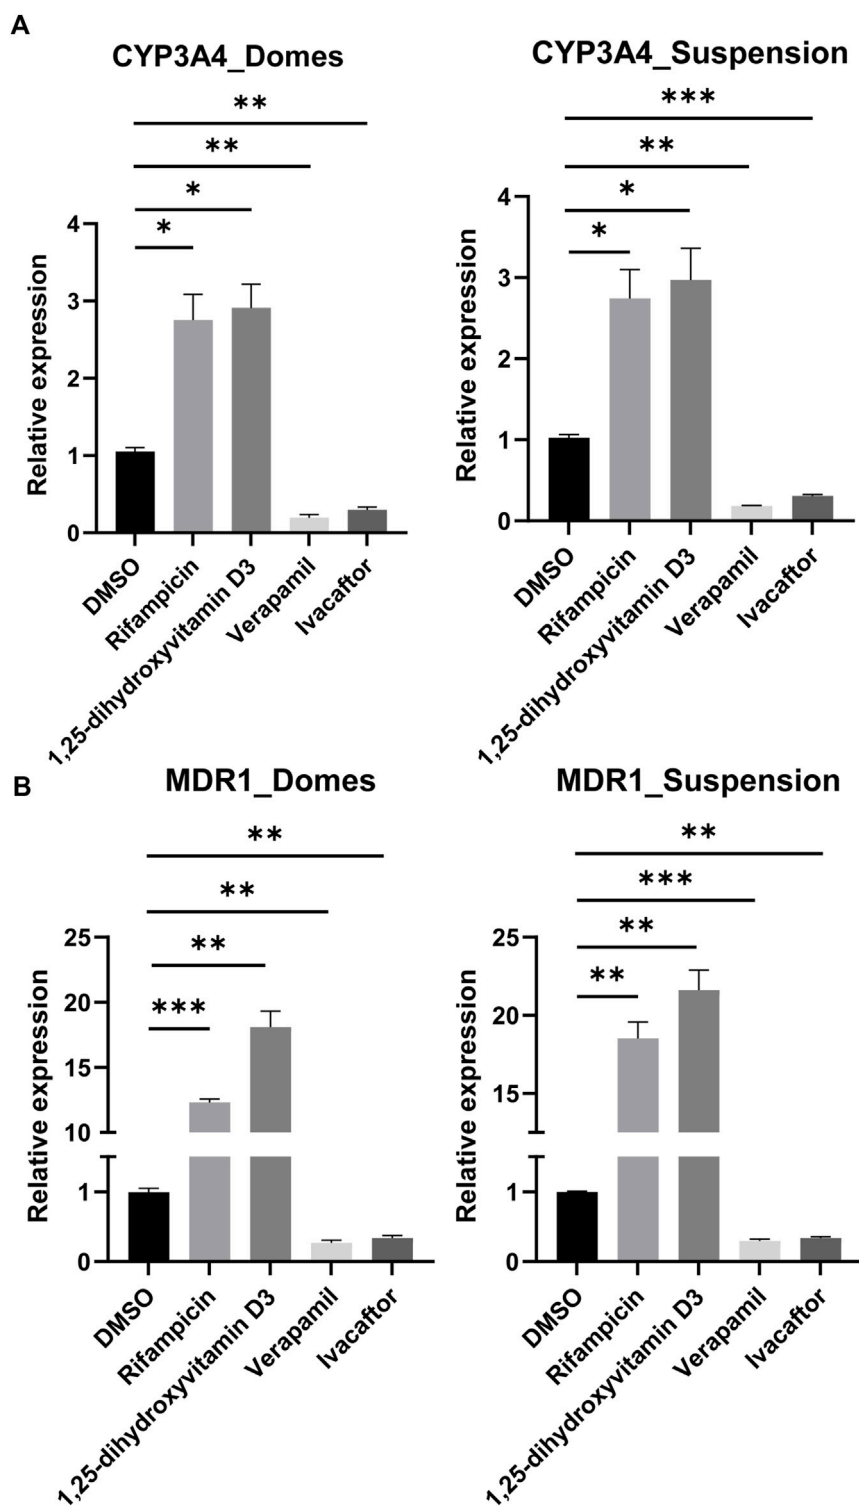 A
CYP3A4_Domes
**
**
*
*
4
3
2
1
0
Relative expression
DMSO
Rifampicin
1,25-dihydroxyvitamin D3
Verapamil
Ivacaftor
CYP3A4_Suspension
***
**
*
*
4
3
2
1
0
Relative expression
DMSO
Rifampicin
1,25-dihydroxyvitamin D3
Verapamil
Ivacaftor
B
MDR1_Domes
**
**
**
***
25
20
15
10
1
0
Relative expression
DMSO
Rifampicin
1,25-dihydroxyvitamin D3
Verapamil
Ivacaftor
MDR1_Suspension
**
***
**
**
25
20
15
1
0
Relative expression
DMSO
Rifampicin
1,25-dihydroxyvitamin D3
Verapamil
Ivacaftor